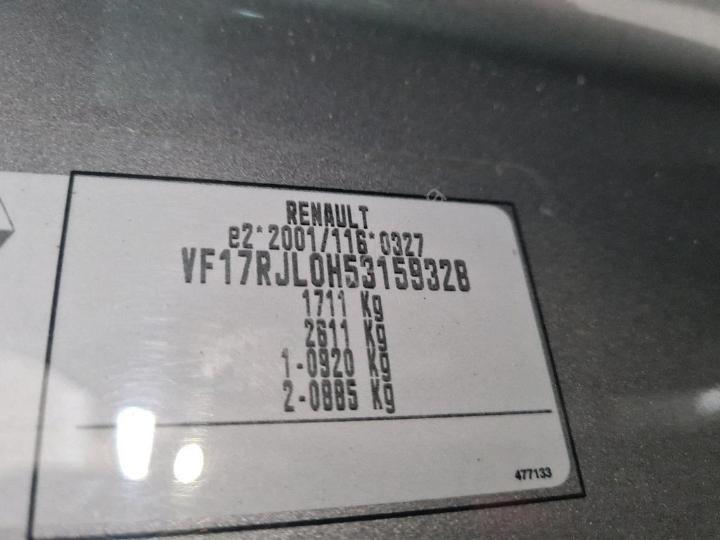 RENAULT
e2*2001/116*0327
VF17RJL0H53159328
1711 Kg
2611 Kg
1-0920 Kg
2-0885 Kg
477133